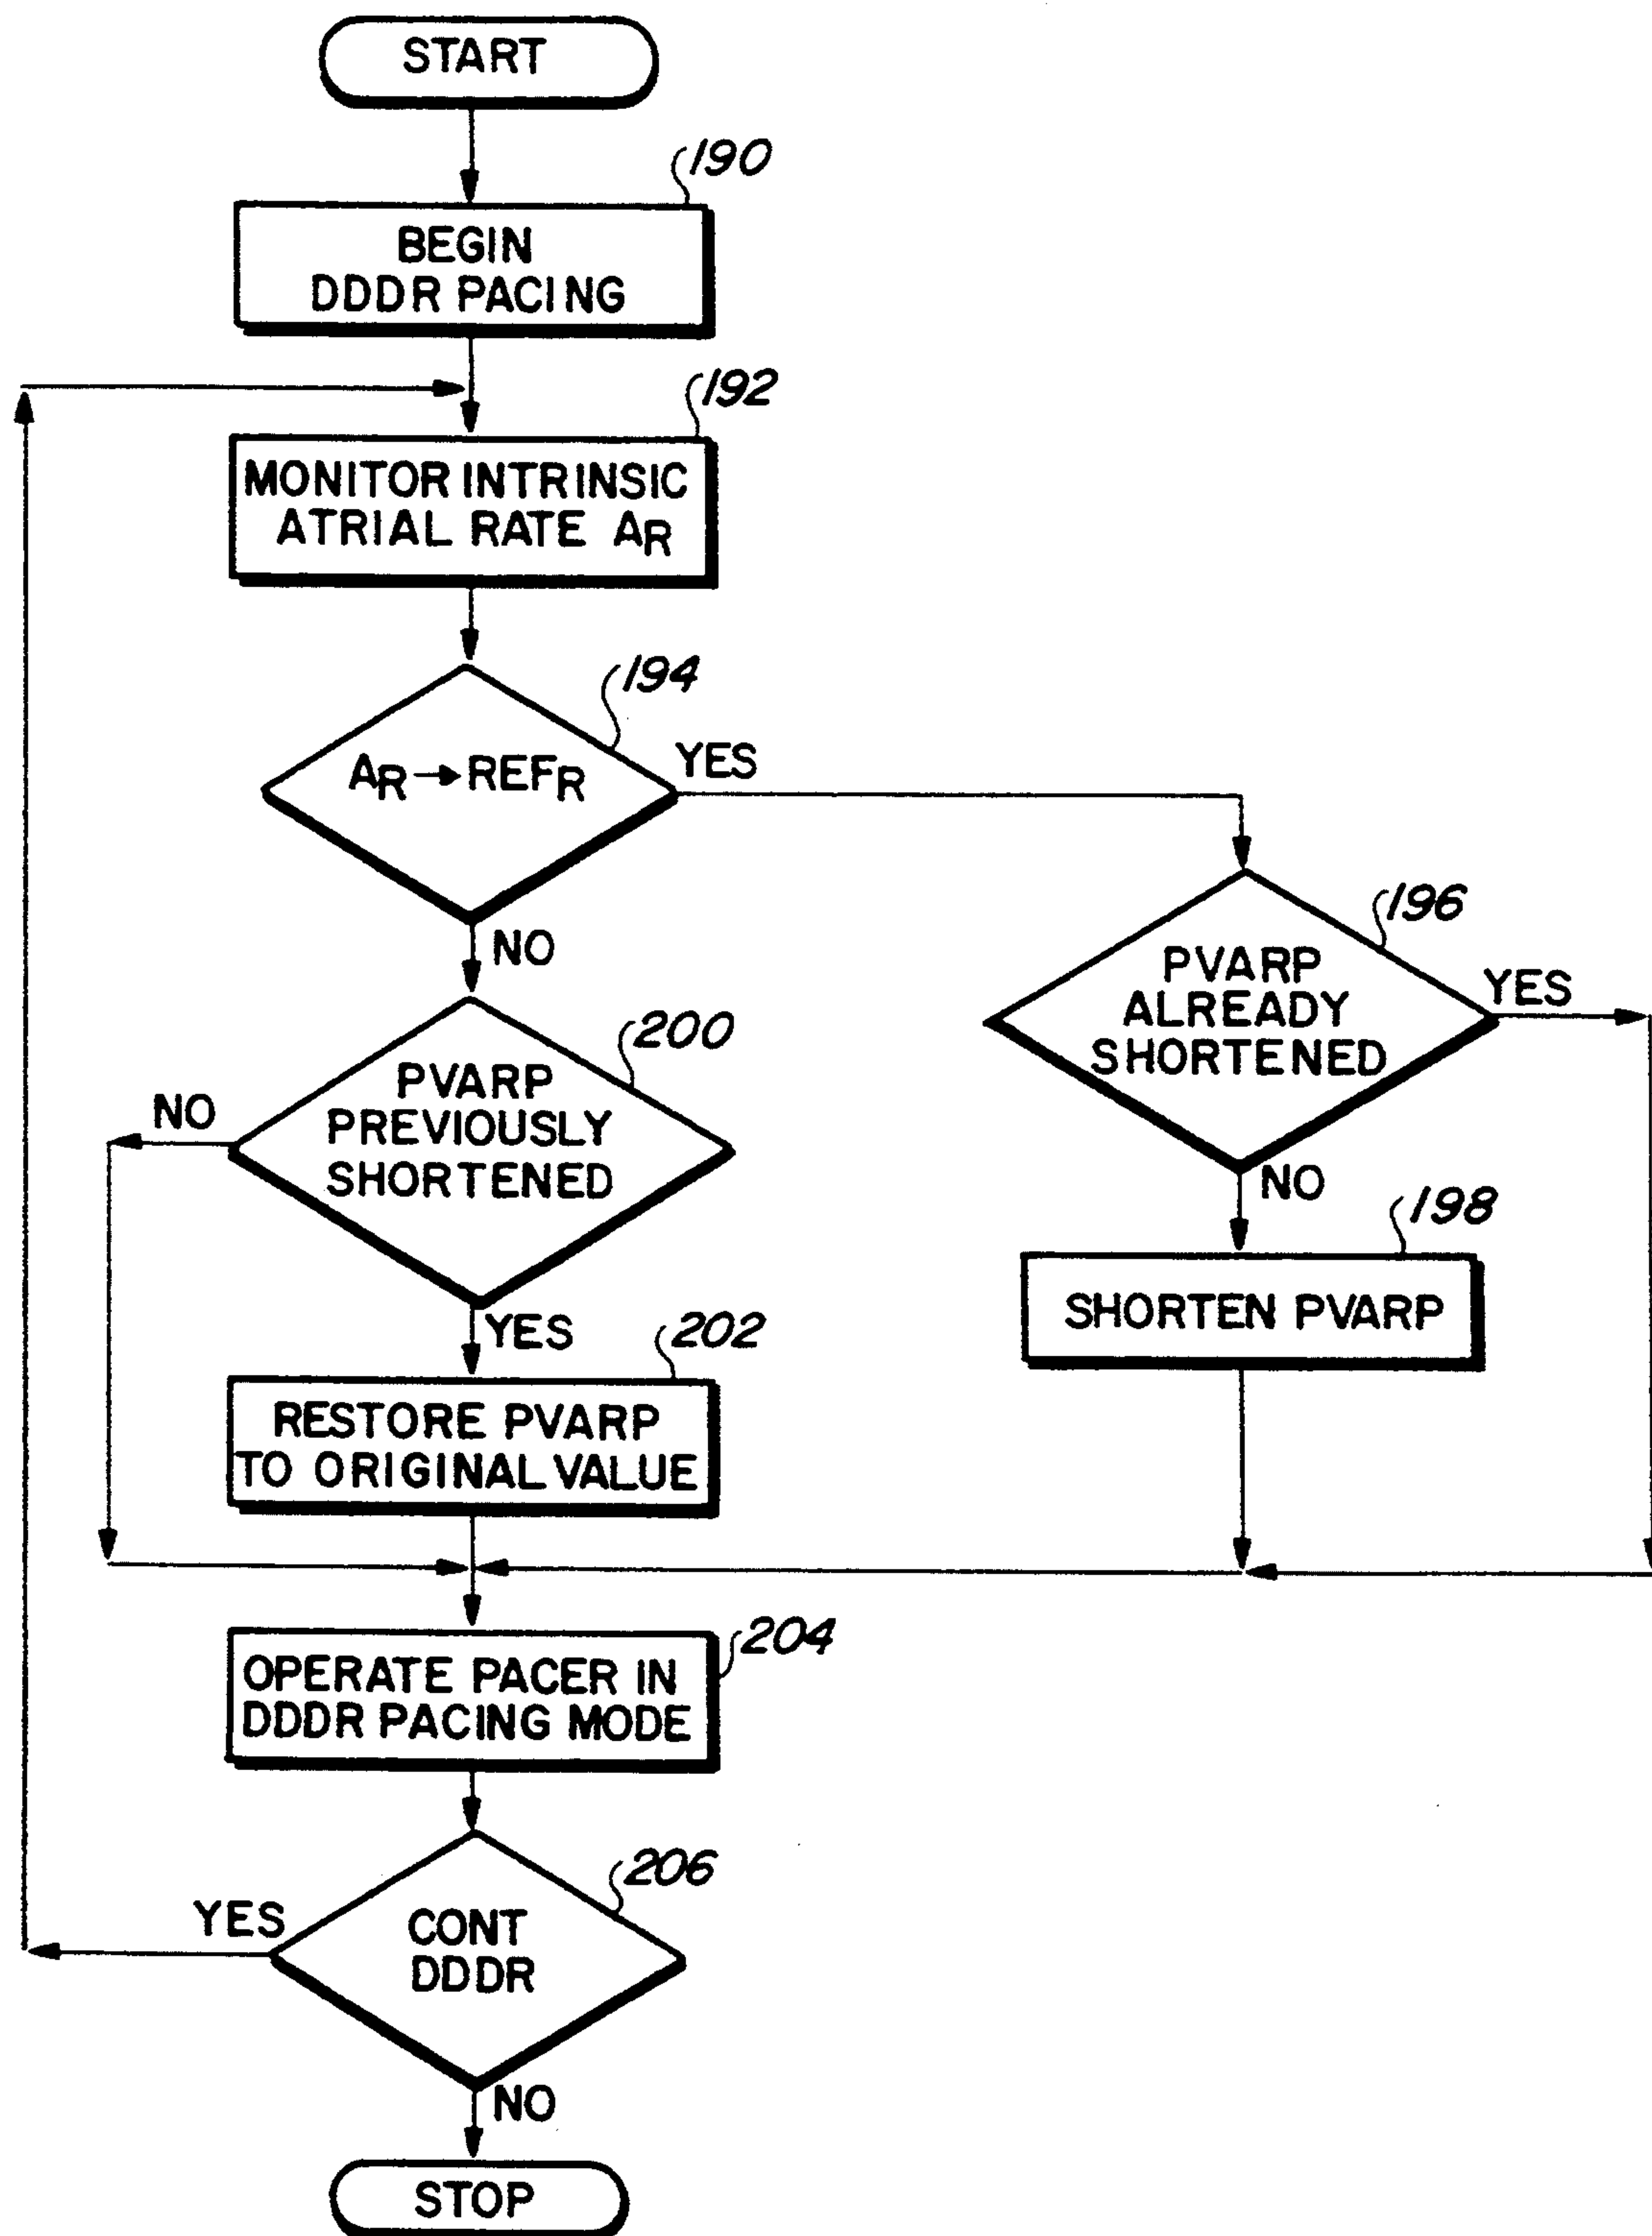 START
190
BEGIN
DDDR PACING
192
MONITOR INTRINSIC
ATRIAL RATE AR
194
AR→REFR
YES
NO
196
PVARP
ALREADY
SHORTENED
YES
NO
200
PVARP
PREVIOUSLY
SHORTENED
NO
YES
198
SHORTEN PVARP
202
RESTORE PVARP
TO ORIGINAL VALUE
204
OPERATE PACER IN
DDDR PACING MODE
206
CONT
DDDR
YES
NO
STOP